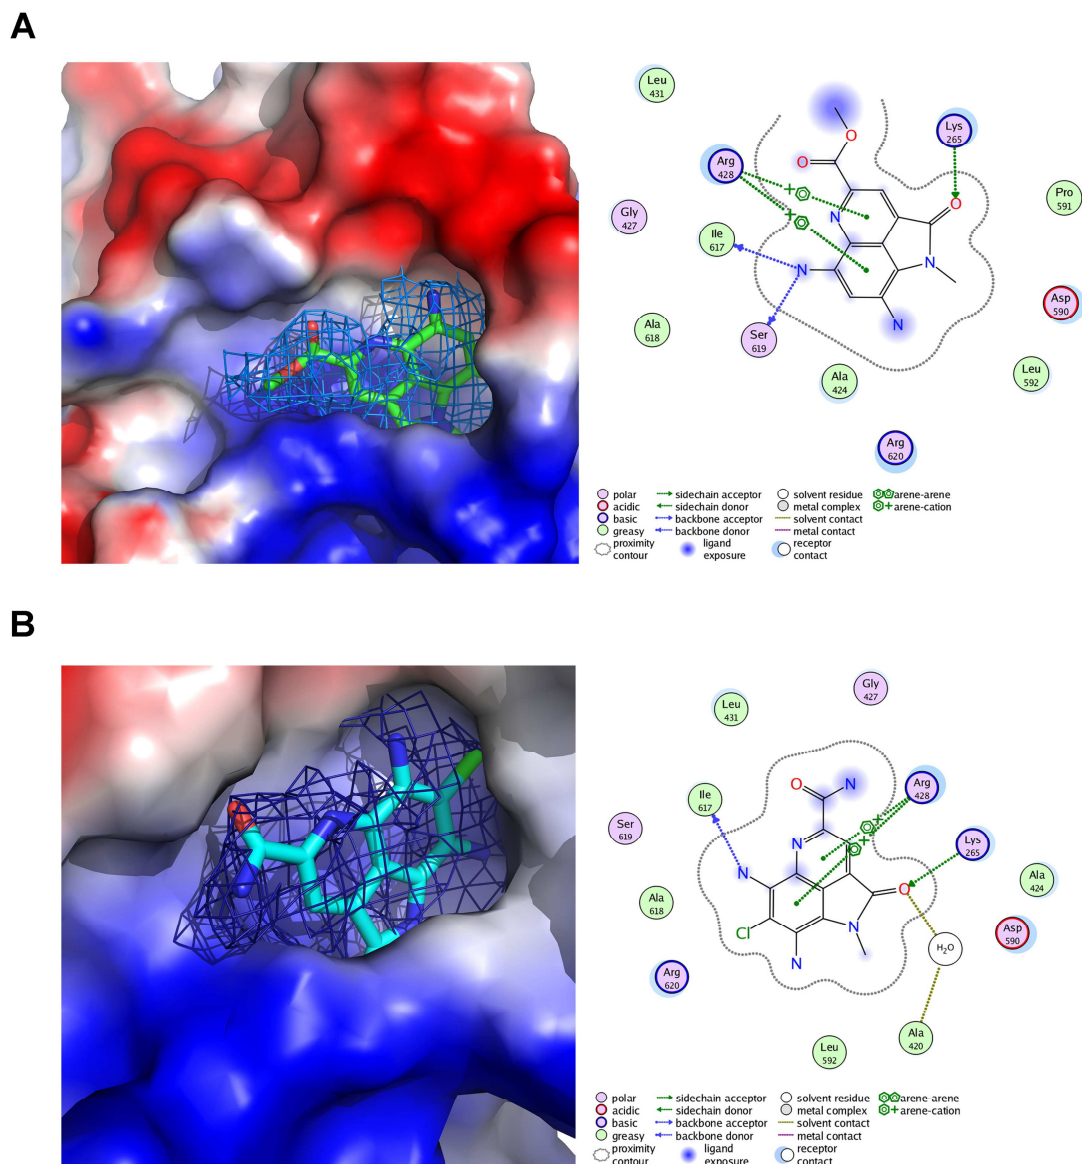 A
Leu
431
Lys
265
Arg
428
Pro
591
Gly
427
Ile
617
Asp
590
Ala
618
Ser
619
Leu
592
Ala
424
Arg
620
O
O
O
N
N
N
N
polar sidechain acceptor solvent residue arene-arene
acidic sidechain donor metal complex arene-cation
basic backbone acceptor solvent contact
greasy backbone donor metal contact
proximity contour ligand exposure receptor contact
B
Gly
427
Leu
431
Arg
428
Ile
617
Ser
619
Lys
265
Ala
424
Ala
618
Asp
590
H₂O
Arg
620
Ala
420
Leu
592
O
N
N
N
O
Cl
N
N
polar sidechain acceptor solvent residue arene-arene
acidic sidechain donor metal complex arene-cation
basic backbone acceptor solvent contact
greasy backbone donor metal contact
proximity contour ligand exposure receptor contact